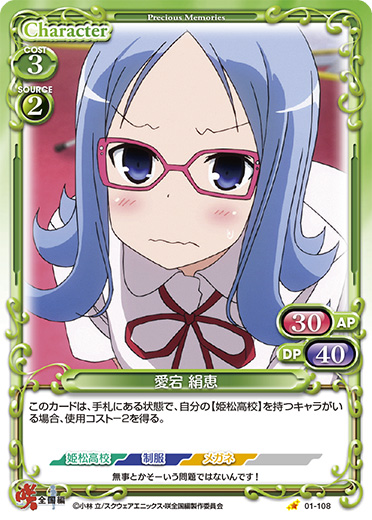 Precious Memories
Character
COST
3
SOURCE
2
30 AP
DP 40
愛宕 絹恵
このカードは、手札にある状態で、自分の【姫松高校】を持つキャラがい
る場合、使用コスト－2を得る。
姫松高校 制服 メガネ
無事とかそーいう問題ではないんです!
咲 全国編
©小林 立/スクウェアエニックス・咲全国編製作委員会
01-108